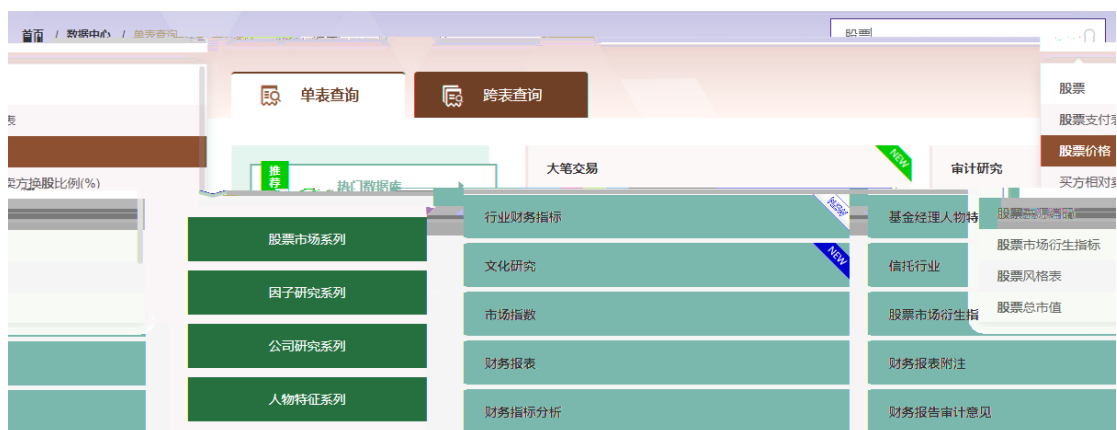 首页 / 数据中心 / 单表查询
股票
单表查询
跨表查询
股票
股票支付
股票价格
表
卖方换股比例(%)
推荐
热门数据库
大笔交易
NEW
审计研究
行业财务指标
基金经理人物特
股票市场系列
股票市场衍生指标
文化研究
NEW
信托行业
股票风格表
因子研究系列
市场指数
股票市场衍生指
股票总市值
公司研究系列
财务报表
财务报表附注
人物特征系列
财务指标分析
财务报告审计意见